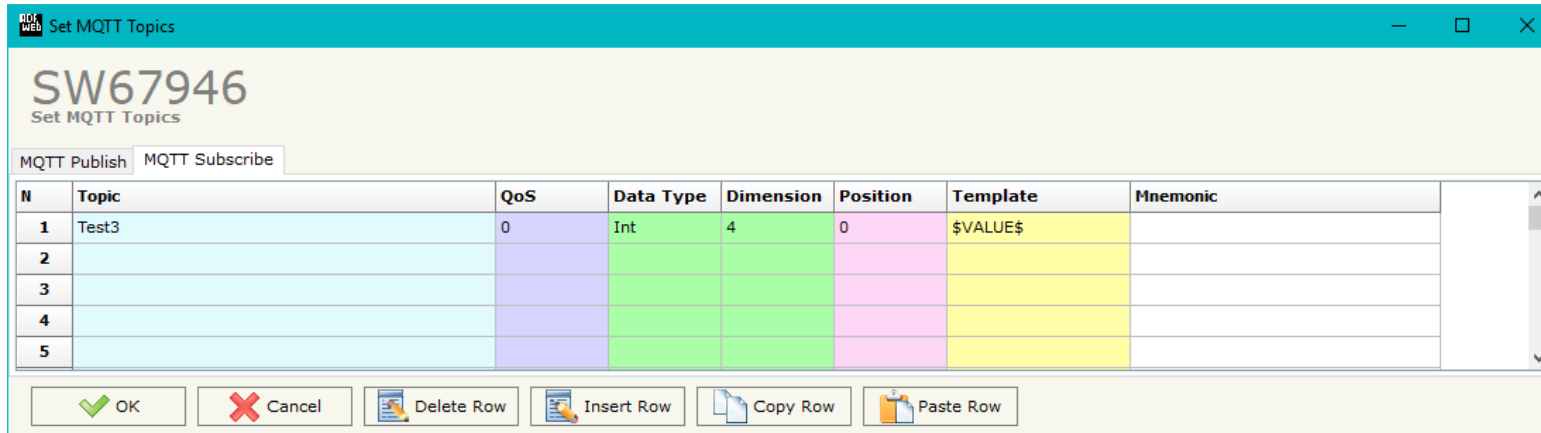 ADF WEB Set MQTT Topics
SW67946
Set MQTT Topics
MQTT Publish MQTT Subscribe
N Topic QoS Data Type Dimension Position Template Mnemonic
1 Test3 0 Int 4 0 $VALUE$
2
3
4
5
OK Cancel Delete Row Insert Row Copy Row Paste Row